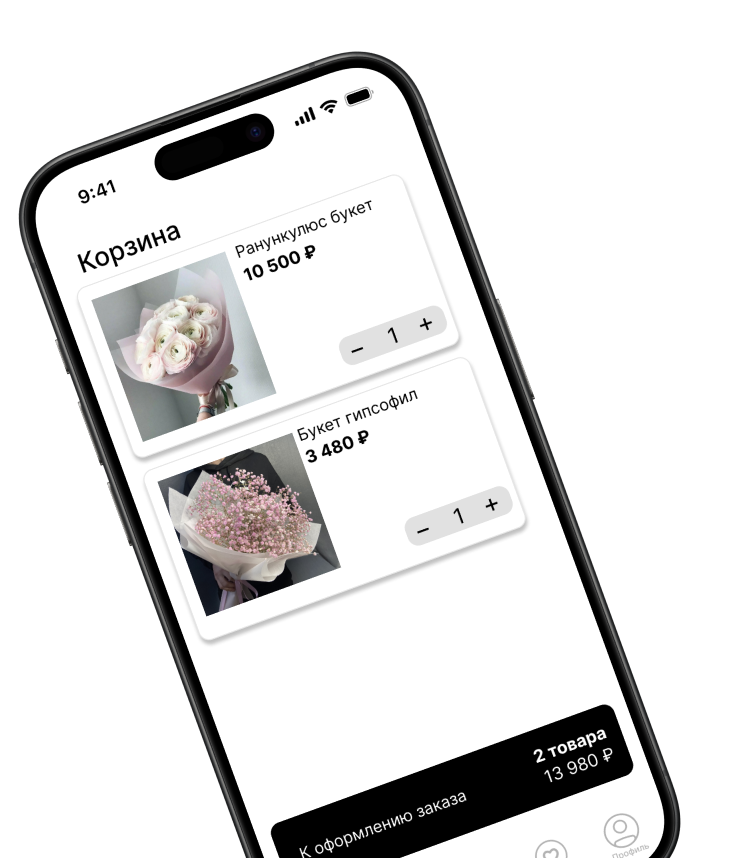 9:41
Корзина
Ранункулюс букет
10 500 ₽
− 1 +
Букет гипсофил
3 480 ₽
− 1 +
2 товара
13 980 ₽
К оформлению заказа
Профиль